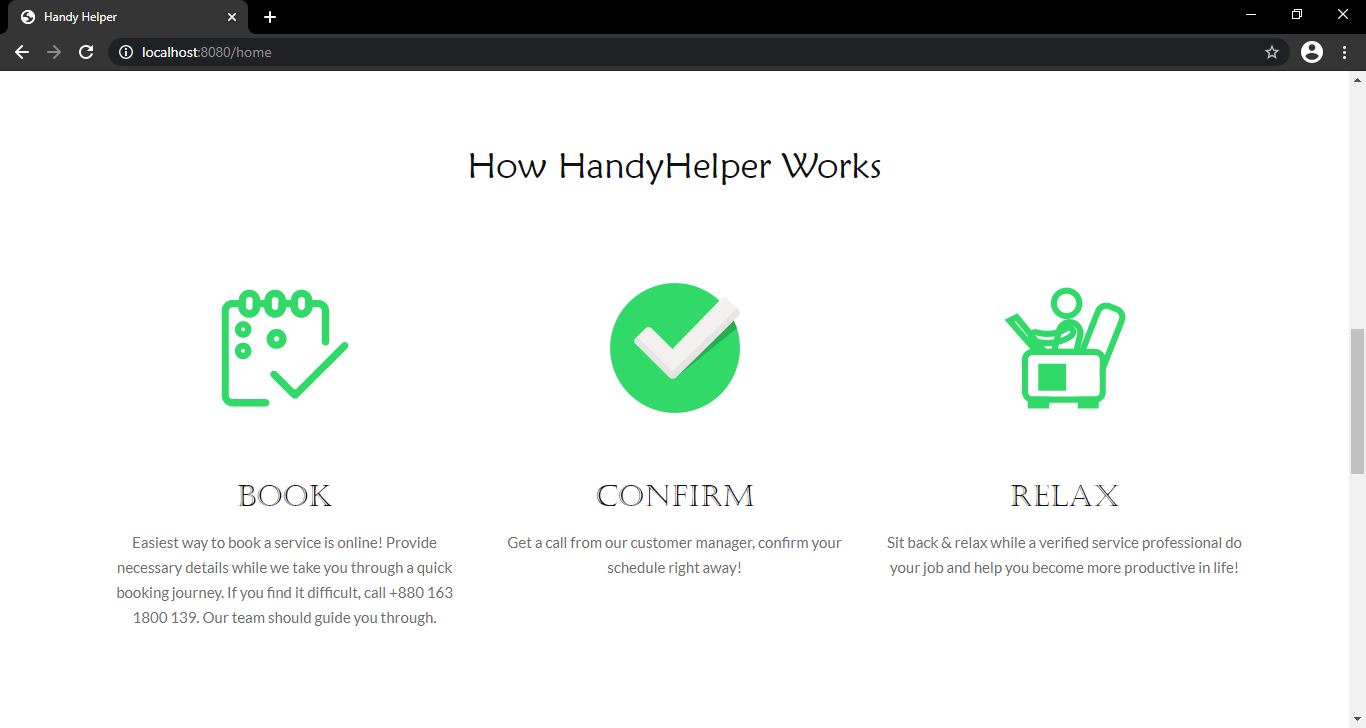 Handy Helper
localhost:8080/home
How HandyHelper Works
BOOK
Easiest way to book a service is online! Provide
necessary details while we take you through a quick
booking journey. If you find it difficult, call +880 163
1800 139. Our team should guide you through.
CONFIRM
Get a call from our customer manager, confirm your
schedule right away!
RELAX
Sit back & relax while a verified service professional do
your job and help you become more productive in life!